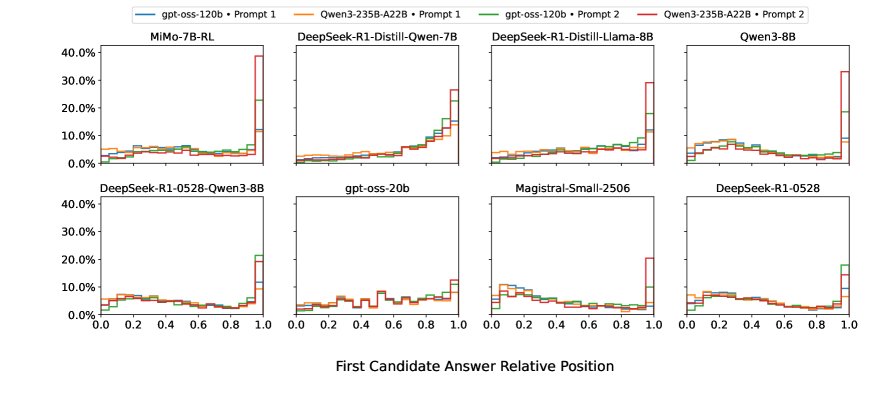 gpt-oss-120b • Prompt 1 Qwen3-235B-A22B • Prompt 1 gpt-oss-120b • Prompt 2 Qwen3-235B-A22B • Prompt 2
MiMo-7B-RL DeepSeek-R1-Distill-Qwen-7B DeepSeek-R1-Distill-Llama-8B Qwen3-8B
40.0%
30.0%
20.0%
10.0%
0.0%
DeepSeek-R1-0528-Qwen3-8B gpt-oss-20b Magistral-Small-2506 DeepSeek-R1-0528
40.0%
30.0%
20.0%
10.0%
0.0%
0.0 0.2 0.4 0.6 0.8 1.0 0.0 0.2 0.4 0.6 0.8 1.0 0.0 0.2 0.4 0.6 0.8 1.0 0.0 0.2 0.4 0.6 0.8 1.0
First Candidate Answer Relative Position